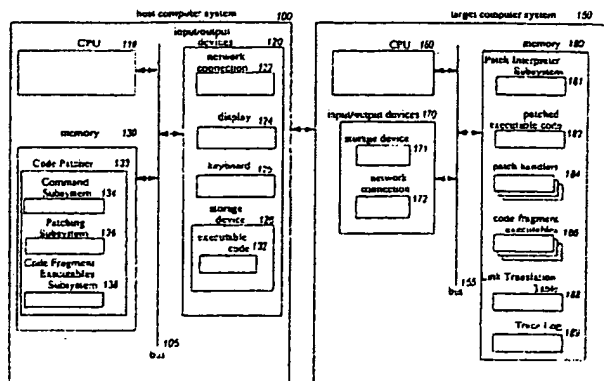 host computer system 100
CPU 110
input/output devices 120
network connection 122
display 124
keyboard 125
storage device 126
executable code 132
memory 130
Code Patcher 133
Command Subsystem 134
Patching Subsystem 136
Code Fragment Executables Subsystem 138
105
bus
target computer system 150
CPU 160
input/output devices 170
storage device 171
network connection 172
155
bus
memory 180
Patch Interpreter Subsystem 181
patched executable code 182
patch handlers 184
code fragment executables 186
Link Translation Table 188
Trace Log 189